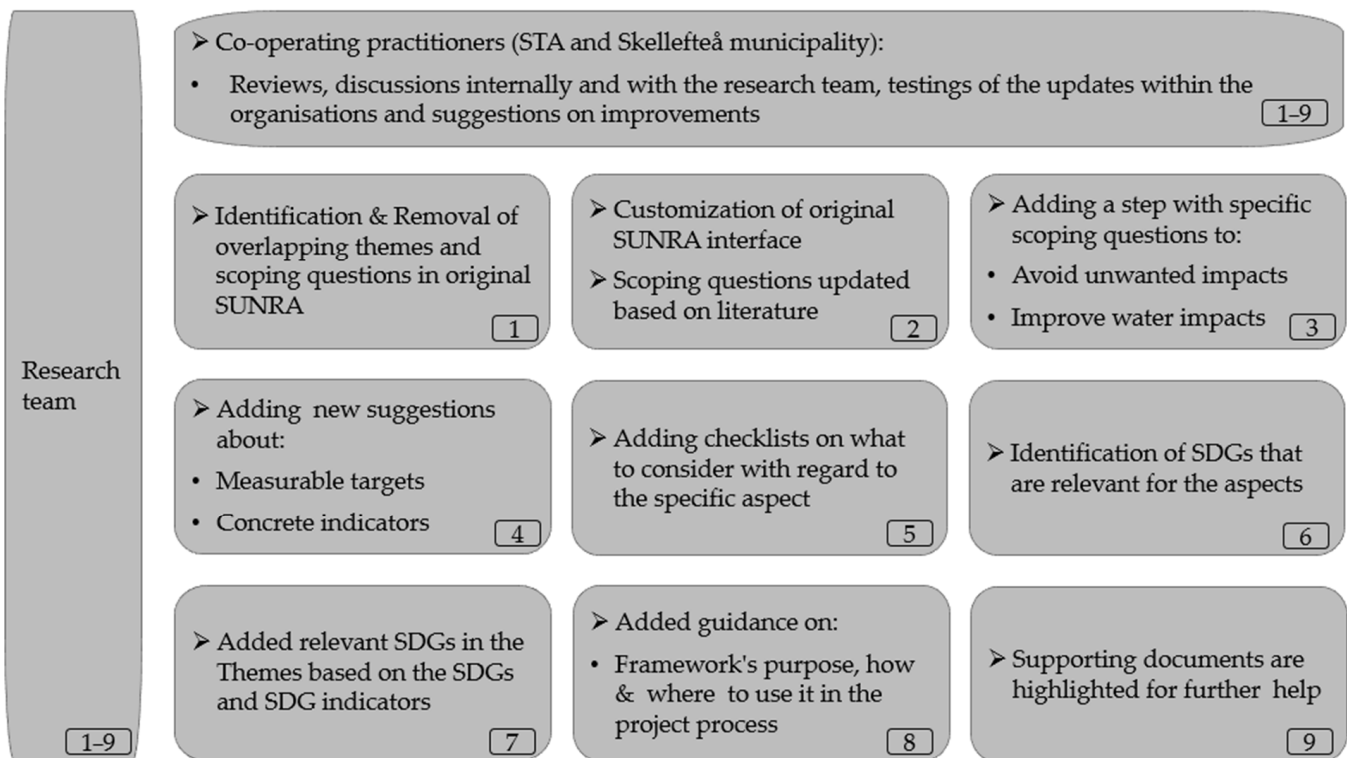 ➢ Co-operating practitioners (STA and Skellefteå municipality):
• Reviews, discussions internally and with the research team, testings of the updates within the
organisations and suggestions on improvements
1–9
➢ Identification & Removal of
overlapping themes and
scoping questions in original
SUNRA
1
➢ Customization of original
SUNRA interface
➢ Scoping questions updated
based on literature
2
➢ Adding a step with specific
scoping questions to:
• Avoid unwanted impacts
• Improve water impacts
3
Research
team
1–9
➢ Adding new suggestions
about:
• Measurable targets
• Concrete indicators
4
➢ Adding checklists on what
to consider with regard to
the specific aspect
5
➢ Identification of SDGs that
are relevant for the aspects
6
➢ Added relevant SDGs in the
Themes based on the SDGs
and SDG indicators
7
➢ Added guidance on:
• Framework's purpose, how
& where to use it in the
project process
8
➢ Supporting documents are
highlighted for further help
9